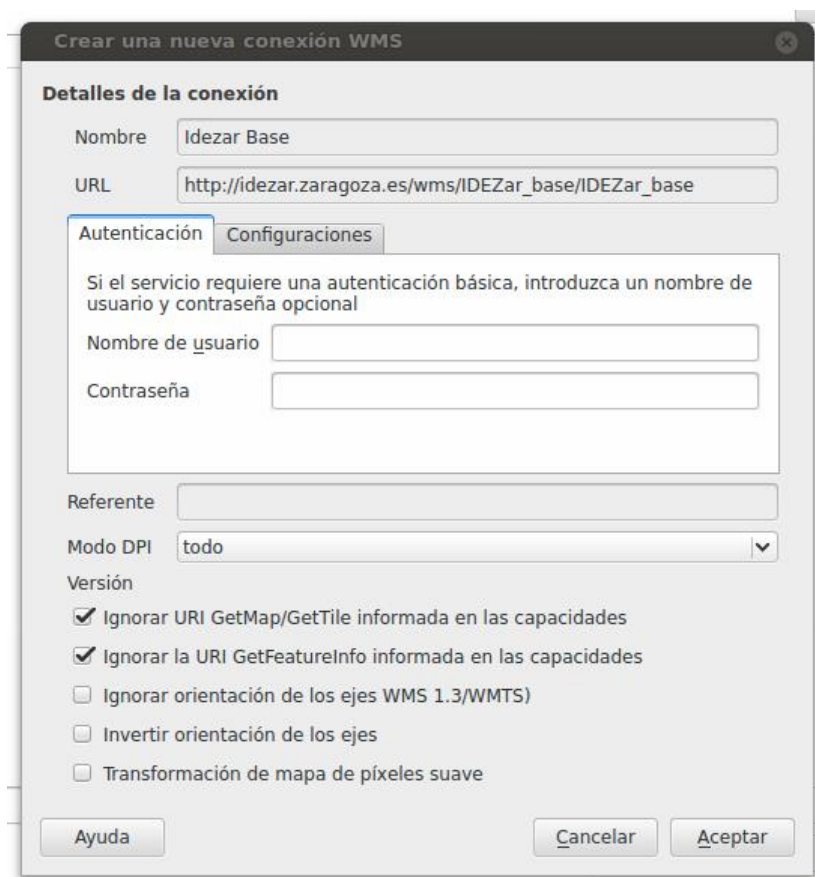 Crear una nueva conexión WMS
Detalles de la conexión
Nombre Idezar Base
URL http://idezar.zaragoza.es/wms/IDEZar_base/IDEZar_base
Autenticación Configuraciones
Si el servicio requiere una autenticación básica, introduzca un nombre de
usuario y contraseña opcional
Nombre de usuario
Contraseña
Referente
Modo DPI todo
Versión
Ignorar URI GetMap/GetTile informada en las capacidades
Ignorar la URI GetFeatureInfo informada en las capacidades
Ignorar orientación de los ejes WMS 1.3/WMTS)
Invertir orientación de los ejes
Transformación de mapa de píxeles suave
Ayuda Cancelar Aceptar